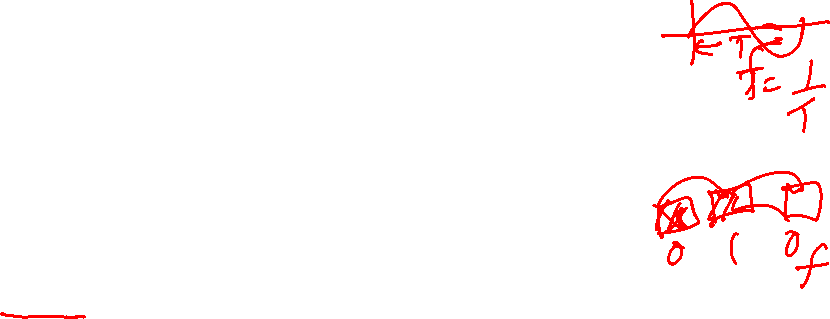 ← T →
f = 1/T
0 1 0
f